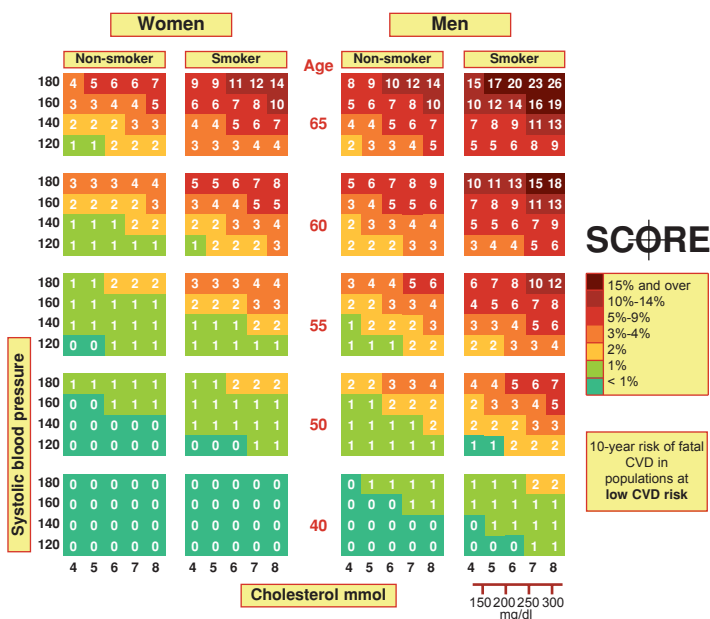 Women Men
Non-smoker Smoker Age Non-smoker Smoker
180 4 5 6 6 7 9 9 11 12 14 8 9 10 12 14 15 17 20 23 26
160 3 3 4 4 5 6 6 7 8 10 5 6 7 8 10 10 12 14 16 19
140 2 2 2 3 3 4 4 5 6 7 65 4 4 5 6 7 7 8 9 11 13
120 1 1 2 2 2 3 3 3 4 4 2 3 3 4 5 5 5 6 8 9
180 3 3 3 4 4 5 5 6 7 8 5 6 7 8 9 10 11 13 15 18
160 2 2 2 2 3 3 4 4 5 5 4 4 5 5 6 7 8 9 11 13
140 1 1 1 2 2 2 2 3 3 4 60 2 3 3 4 4 5 5 6 7 9
120 1 1 1 1 1 1 2 2 2 3 2 2 2 3 3 3 4 4 5 6
180 1 1 2 2 2 3 3 3 4 4 3 4 4 5 6 6 7 8 10 12
160 1 1 1 1 1 2 2 2 3 3 2 3 3 4 4 4 5 6 7 8
140 1 1 1 1 1 1 1 1 2 2 55 1 2 2 2 3 3 3 4 5 6
120 0 0 1 1 1 1 1 1 1 1 1 1 1 2 2 2 2 3 3 4
180 1 1 1 1 1 1 1 2 2 2 2 2 3 3 4 4 4 5 6 7
160 0 0 1 1 1 1 1 1 1 1 1 1 2 2 2 2 3 3 4 5
140 0 0 0 0 0 1 1 1 1 1 50 1 1 1 1 2 2 2 2 3 3
120 0 0 0 0 0 0 0 0 1 1 1 1 1 1 1 1 1 2 2 2
180 0 0 0 0 0 0 0 0 0 0 0 1 1 1 1 1 1 1 2 2
160 0 0 0 0 0 0 0 0 0 0 0 0 0 1 1 1 1 1 1 1
140 0 0 0 0 0 0 0 0 0 0 40 0 0 0 0 0 0 1 1 1 1
120 0 0 0 0 0 0 0 0 0 0 0 0 0 0 0 0 0 0 1 1
4 5 6 7 8 4 5 6 7 8 4 5 6 7 8 4 5 6 7 8
Systolic blood pressure
Cholesterol mmol
150 200 250 300
mg/dl
SCORE
15% and over
10%-14%
5%-9%
3%-4%
2%
1%
< 1%
10-year risk of fatal
CVD in
populations at
low CVD risk